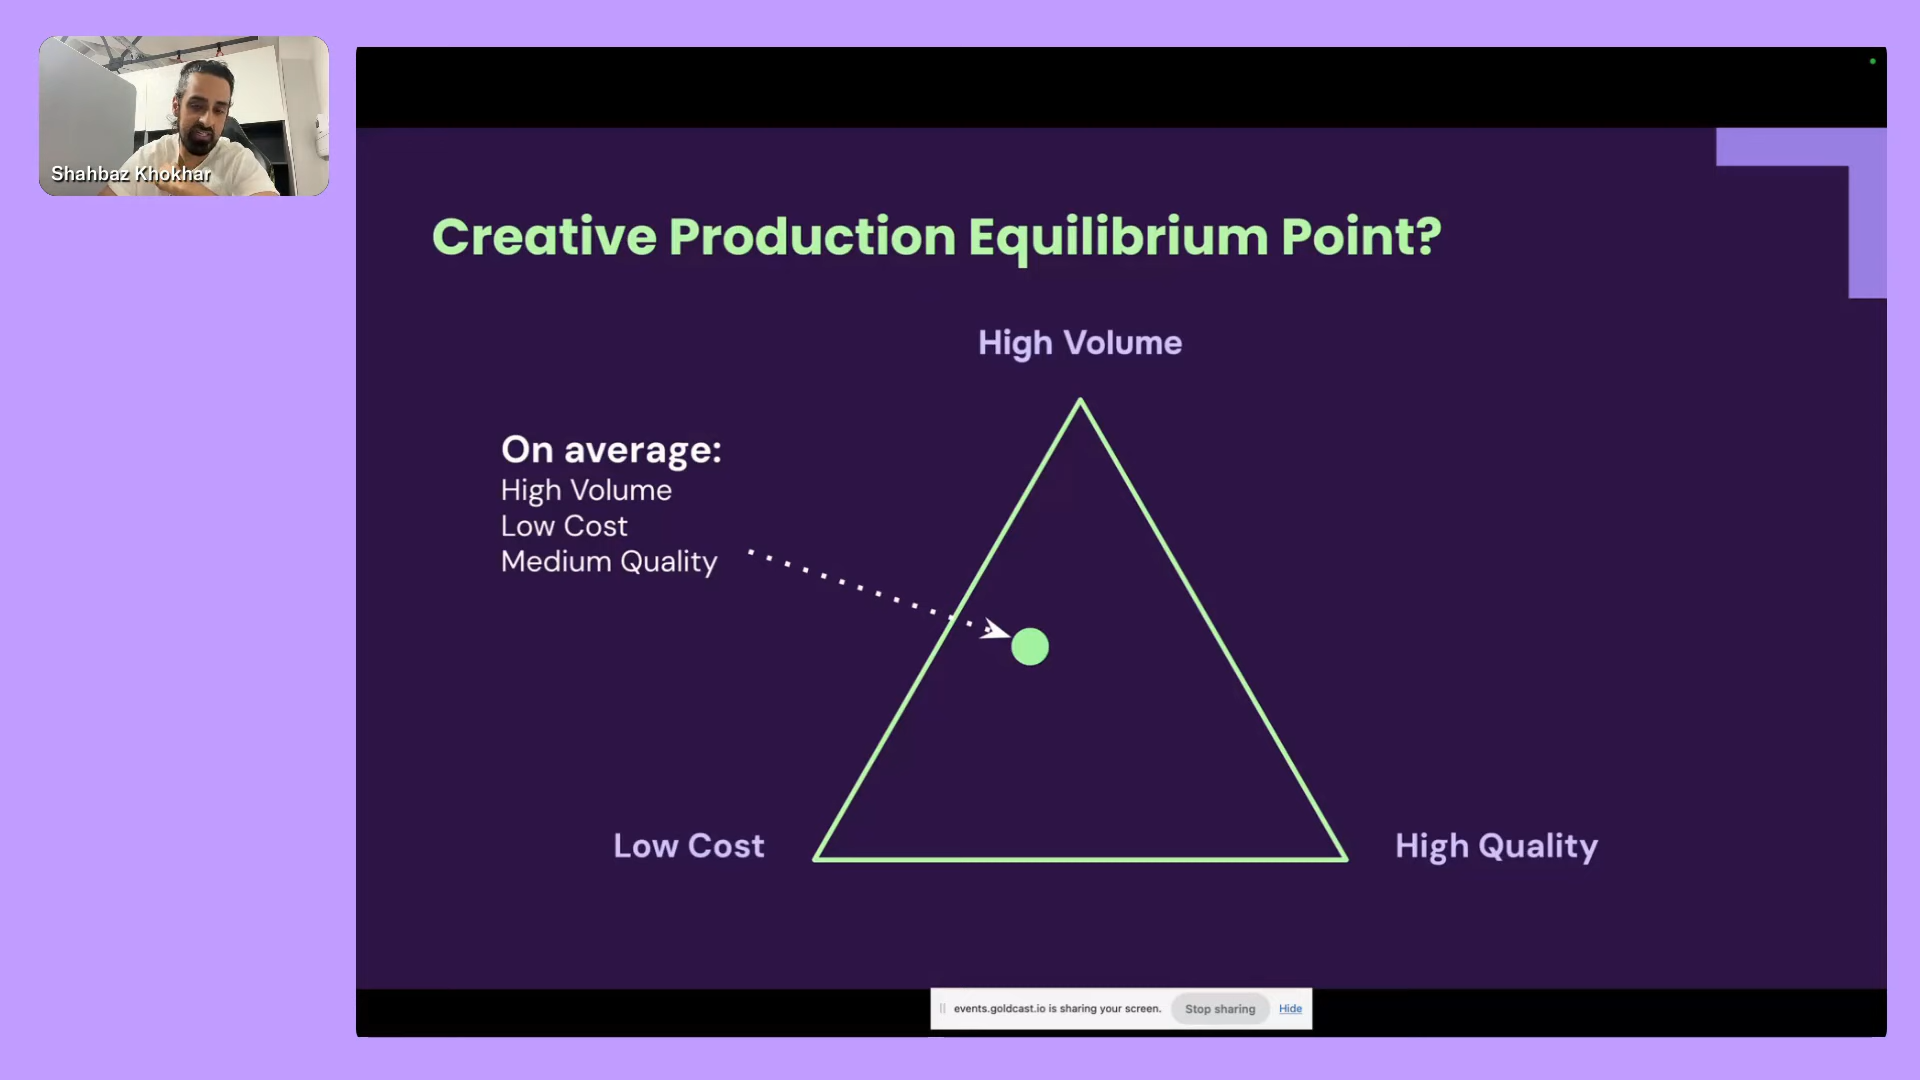 Shahbaz Khokhar
Creative Production Equilibrium Point?
High Volume
On average:
High Volume
Low Cost
Medium Quality
Low Cost
High Quality
events.goldcast.io is sharing your screen.
Stop sharing
Hide